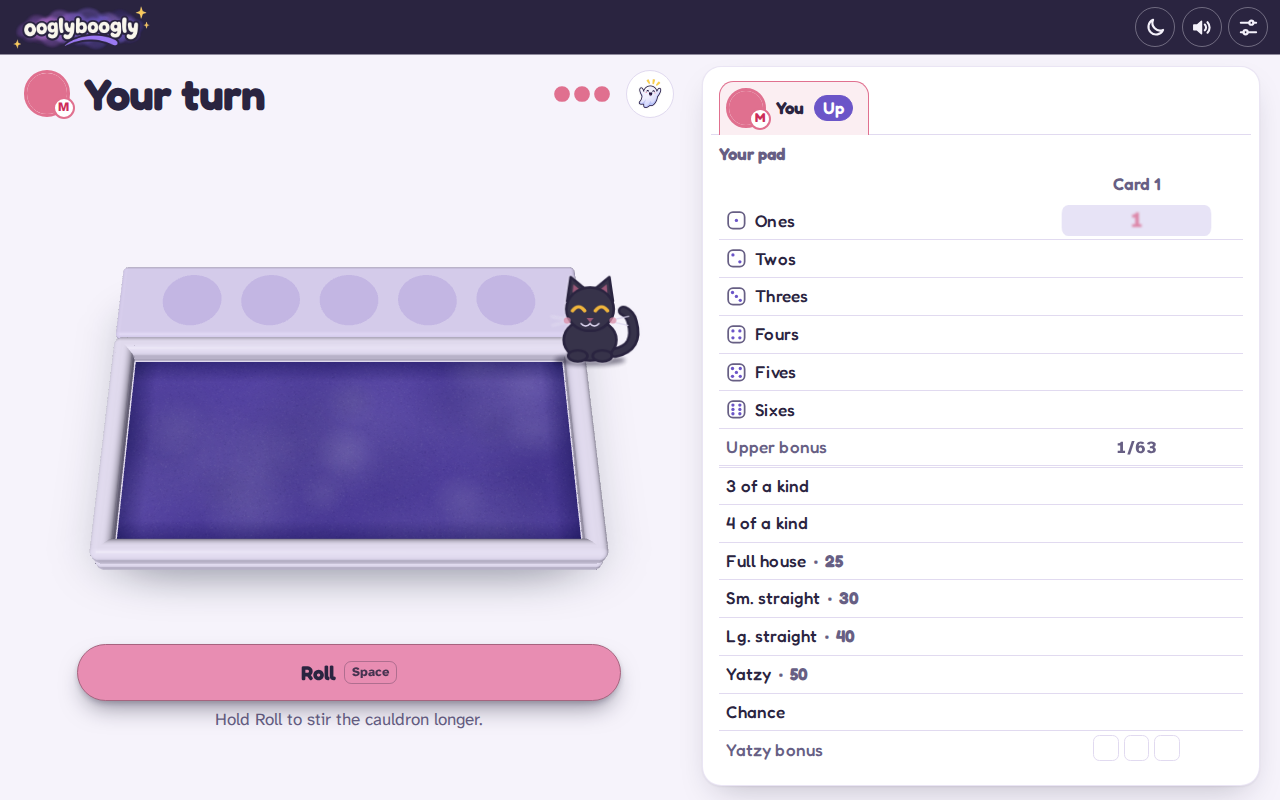 ooglyboogly
M
Your turn
M
You
Up
Your pad
Card 1
Ones
1
Twos
Threes
Fours
Fives
Sixes
Upper bonus
1/63
3 of a kind
4 of a kind
Full house • 25
Sm. straight • 30
Lg. straight • 40
Yatzy • 50
Chance
Yatzy bonus
Roll Space
Hold Roll to stir the cauldron longer.